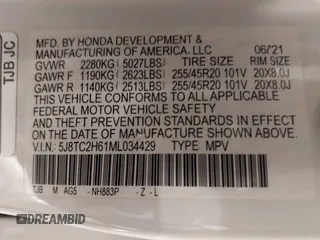 TJB JC
MFD. BY HONDA DEVELOPMENT &
MANUFACTURING OF AMERICA, LLC 06/21
GVWR 2280KG (5027LBS) TIRE SIZE RIM SIZE
GAWR F 1190KG (2623LBS) 255/45R20 101V 20X8.0J
GAWR R 1140KG (2513LBS) 255/45R20 101V 20X8.0J
THIS VEHICLE CONFORMS TO ALL APPLICABLE
FEDERAL MOTOR VEHICLE SAFETY AND
THEFT PREVENTION STANDARDS IN EFFECT ON
THE DATE OF MANUFACTURE SHOWN ABOVE.
V.I.N.: 5J8TC2H61ML034429 TYPE: MPV
TJB M AG5 -NH883P -Z-L
©DREAMBID